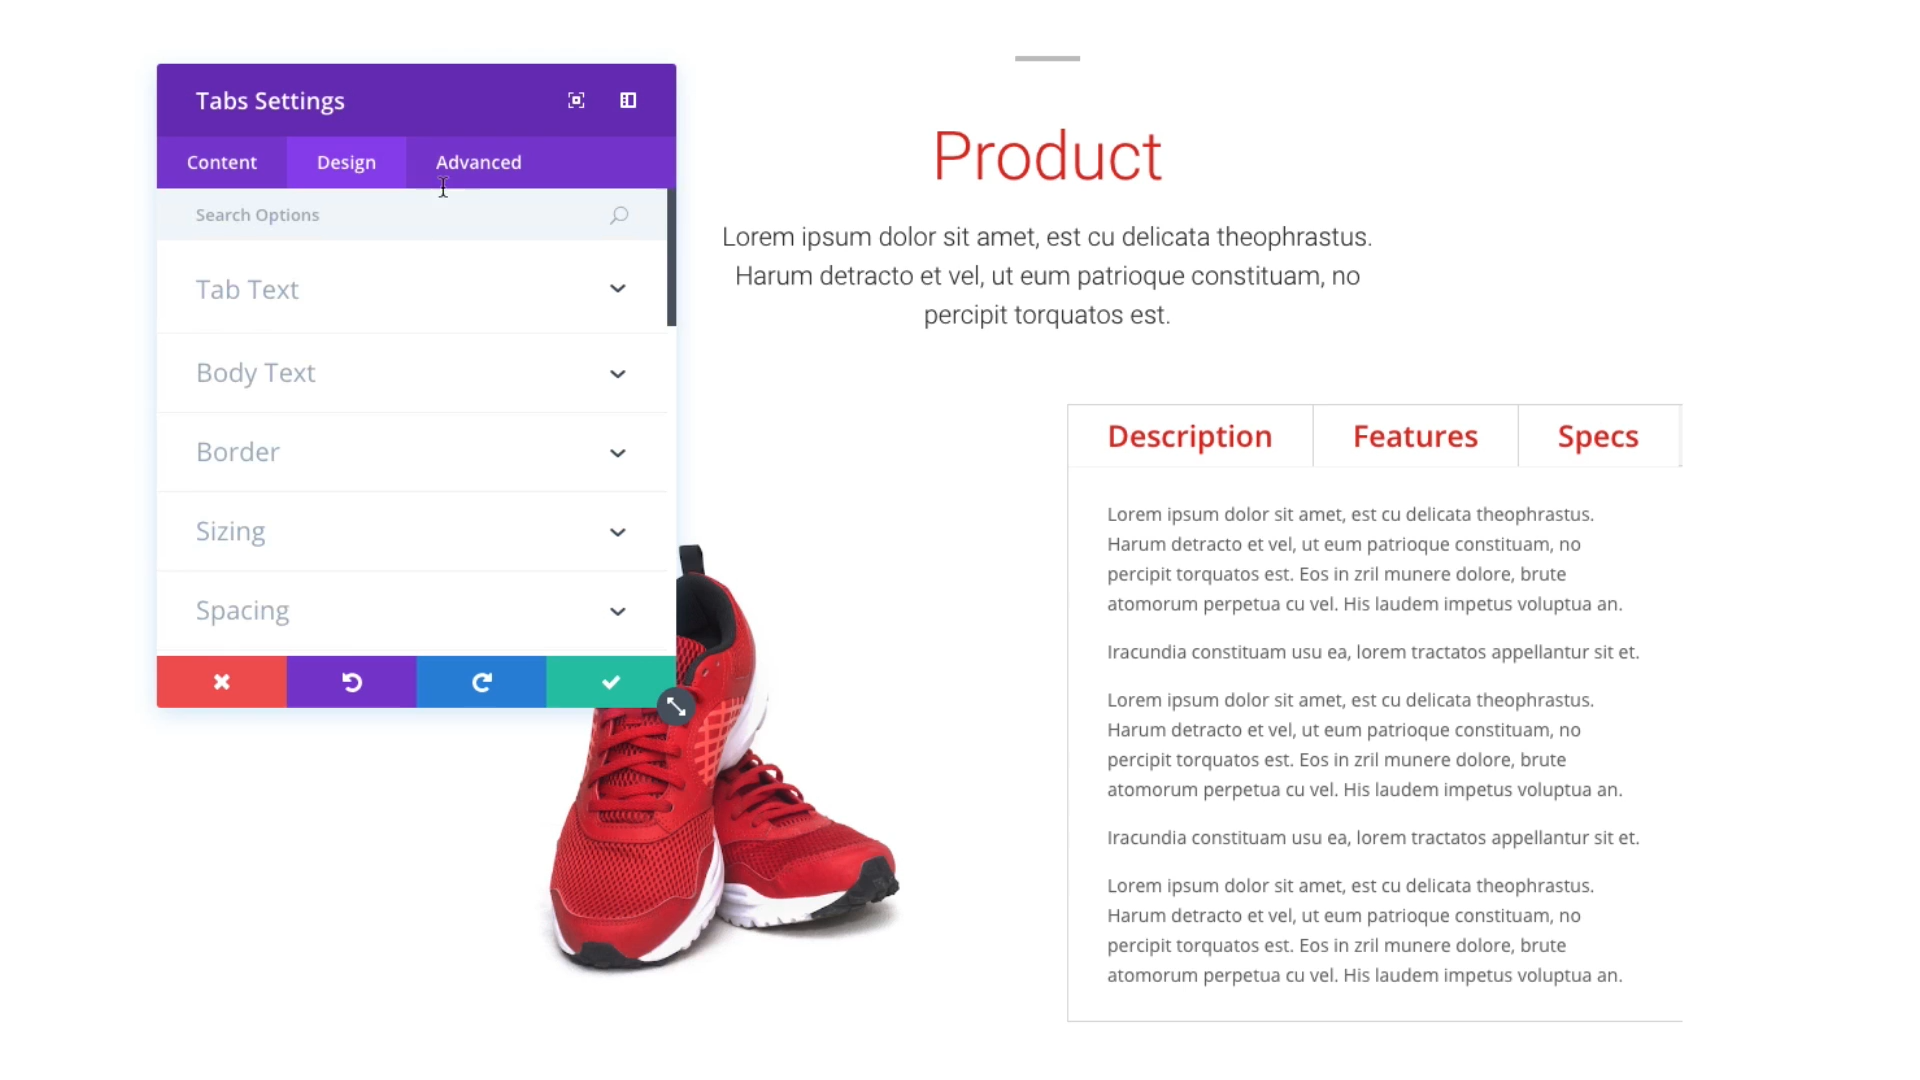 Tabs Settings
Content
Design
Advanced
Search Options
Tab Text
Body Text
Border
Sizing
Spacing
Product
Lorem ipsum dolor sit amet, est cu delicata theophrastus.
Harum detracto et vel, ut eum patrioque constituam, no
percipit torquatos est.
Description
Features
Specs
Lorem ipsum dolor sit amet, est cu delicata theophrastus.
Harum detracto et vel, ut eum patrioque constituam, no
percipit torquatos est. Eos in zril munere dolore, brute
atomorum perpetua cu vel. His laudem impetus voluptua an.
Iracundia constituam usu ea, lorem tractatos appellantur sit et.
Lorem ipsum dolor sit amet, est cu delicata theophrastus.
Harum detracto et vel, ut eum patrioque constituam, no
percipit torquatos est. Eos in zril munere dolore, brute
atomorum perpetua cu vel. His laudem impetus voluptua an.
Iracundia constituam usu ea, lorem tractatos appellantur sit et.
Lorem ipsum dolor sit amet, est cu delicata theophrastus.
Harum detracto et vel, ut eum patrioque constituam, no
percipit torquatos est. Eos in zril munere dolore, brute
atomorum perpetua cu vel. His laudem impetus voluptua an.